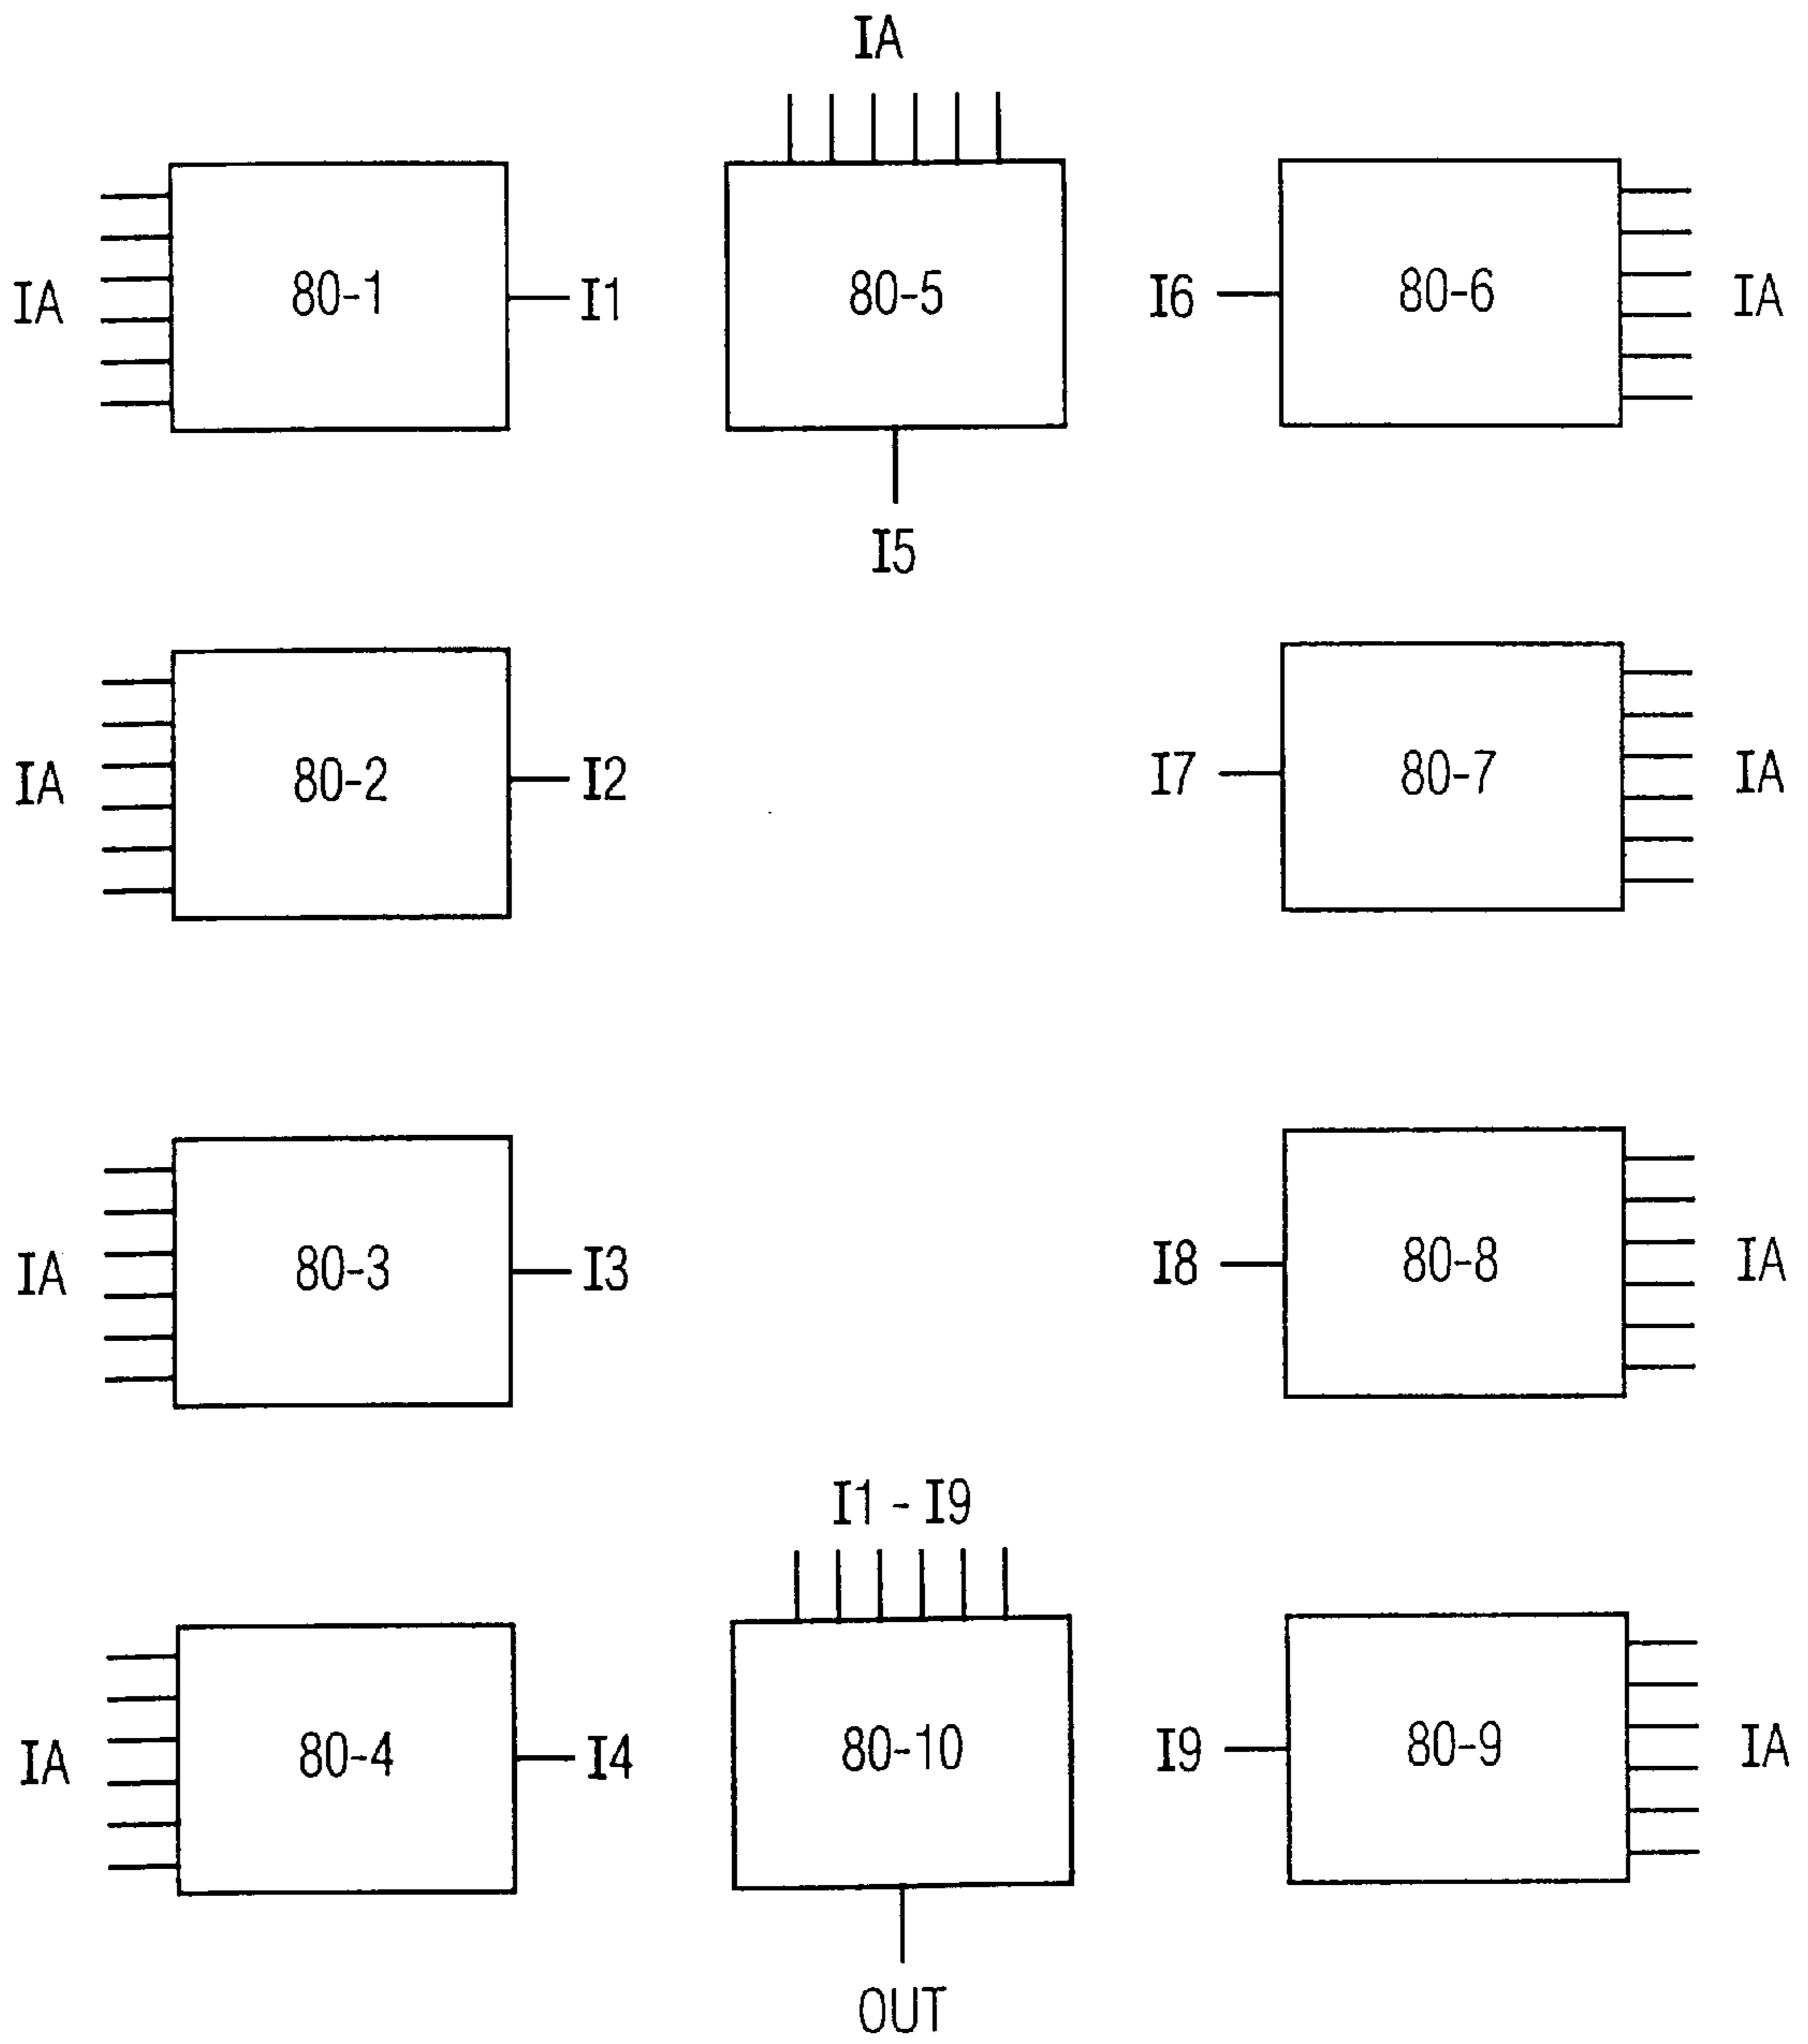 IA
IA 80-1 I1
80-5
I6 80-6 IA
I5
IA 80-2 I2
I7 80-7 IA
IA 80-3 I3
I8 80-8 IA
I1 - I9
IA 80-4 I4
80-10
I9 80-9 IA
OUT